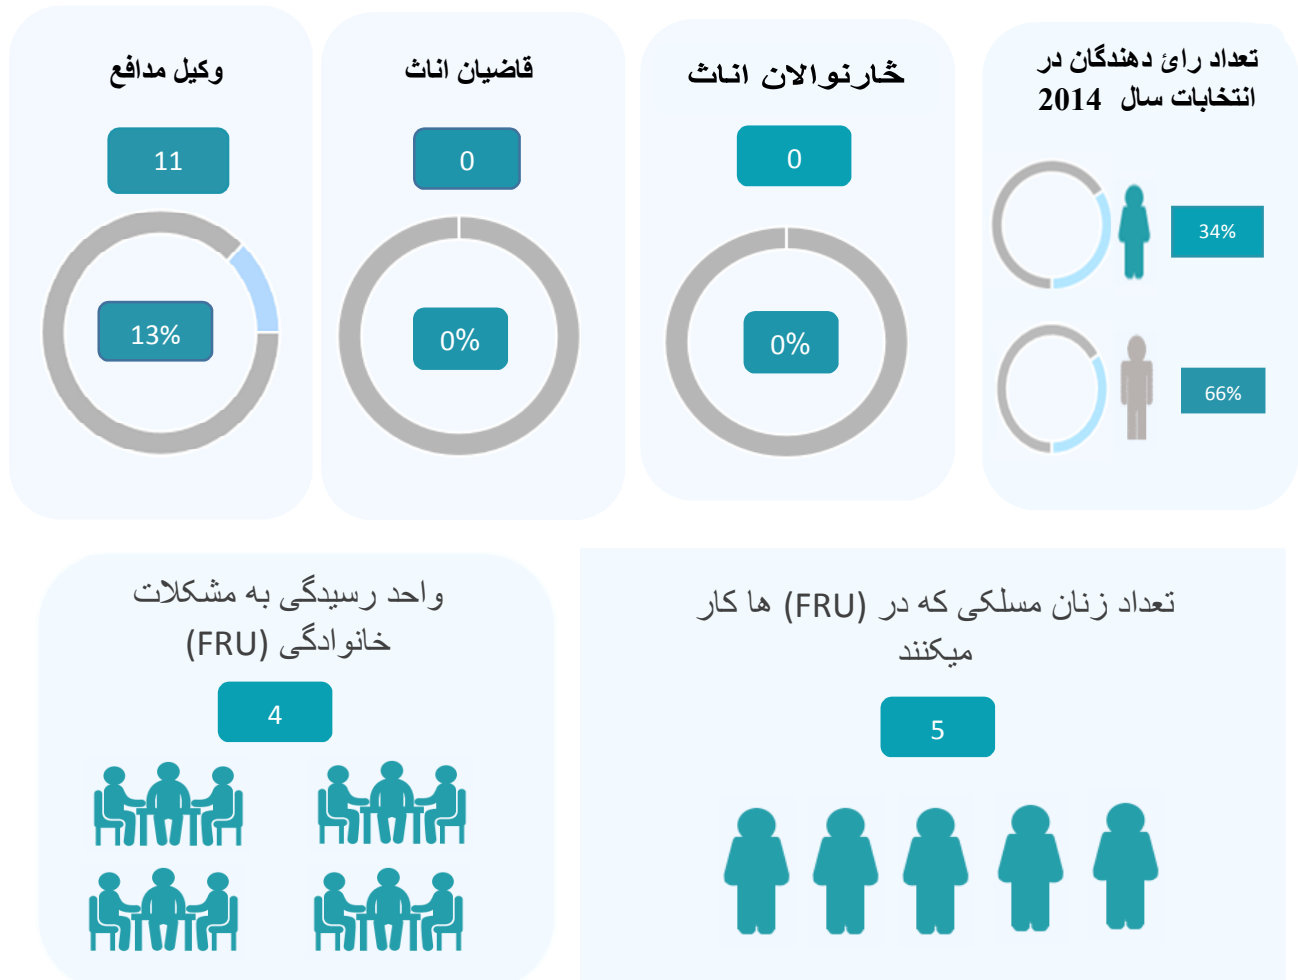 تعداد رائ دهندگان در
انتخابات سال 2014
34%
66%
څارنوالان اناث
0
0%
قاضیان اناث
0
0%
وکیل مدافع
11
13%
تعداد زنان مسلکی که در (FRU) ها کار
میکنند
5
واحد رسیدگی به مشکلات
خانوادگی (FRU)
4